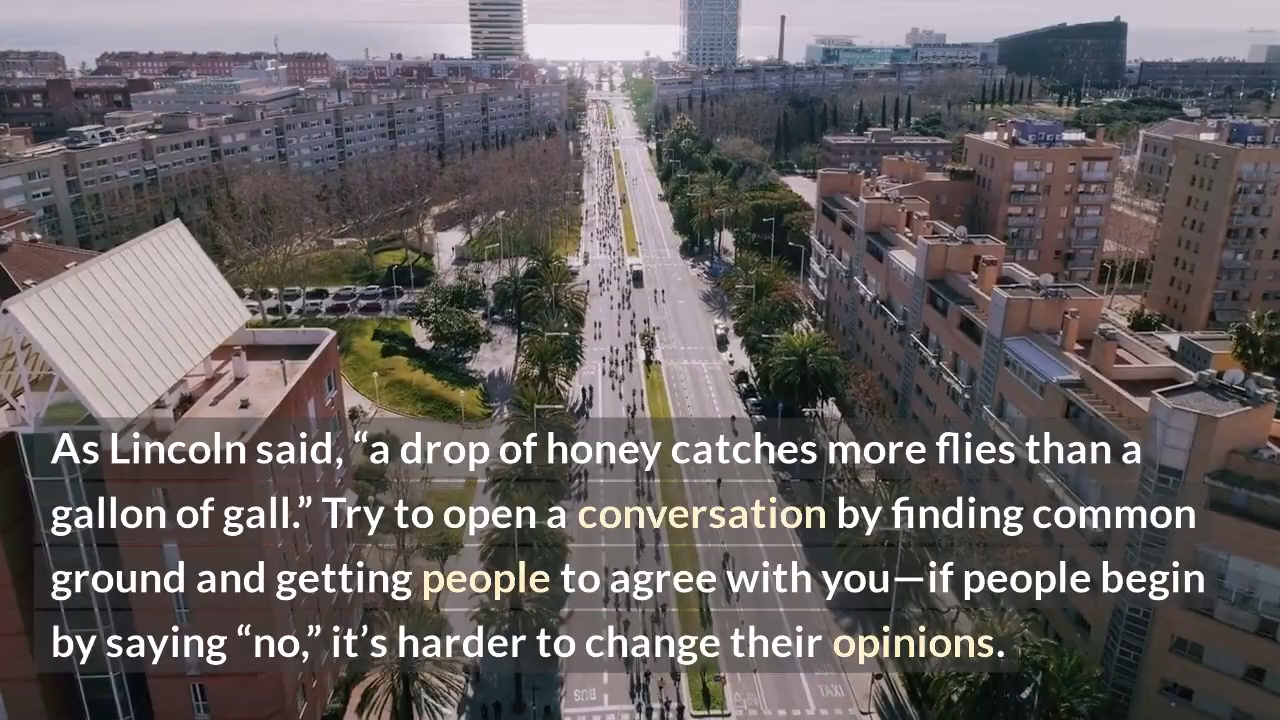 As Lincoln said, “a drop of honey catches more flies than a
gallon of gall.” Try to open a conversation by finding common
ground and getting people to agree with you—if people begin
by saying “no,” it’s harder to change their opinions.
BUS
TAXI